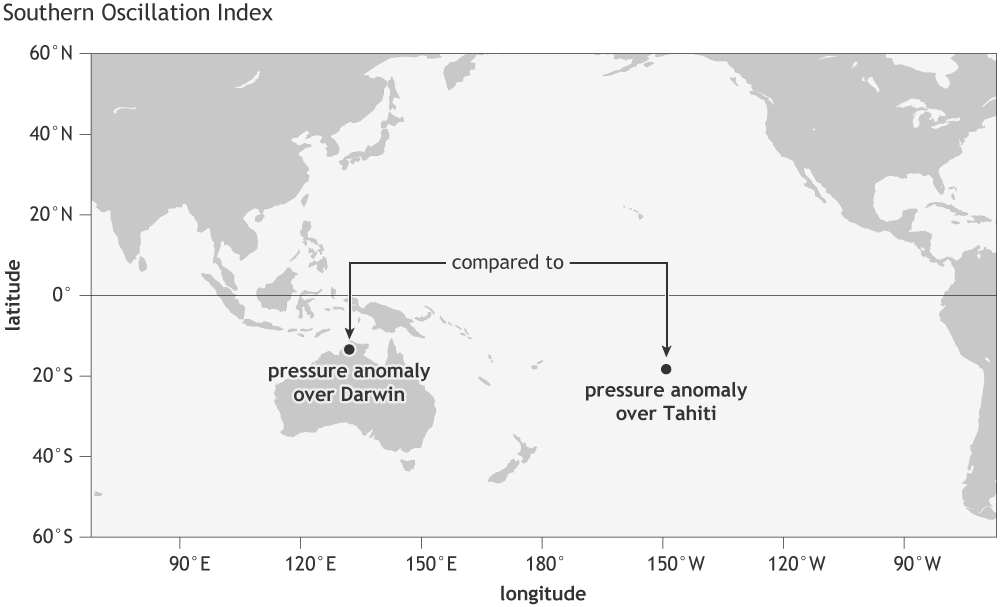 Southern Oscillation Index
60°N
40°N
20°N
0°
20°S
40°S
60°S
latitude
compared to
pressure anomaly
over Darwin
pressure anomaly
over Tahiti
90°E
120°E
150°E
180°
150°W
120°W
90°W
longitude